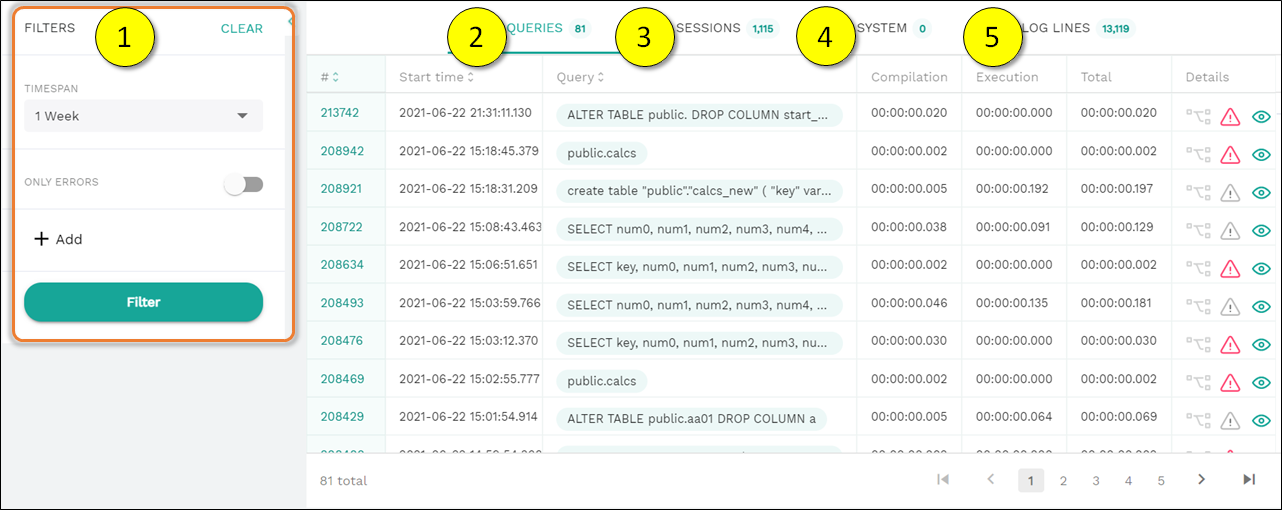 FILTERS 1 CLEAR
2 QUERIES 81 3 SESSIONS 1,115 4 SYSTEM 0 5 LOG LINES 13,119
TIMESPAN
1 Week
ONLY ERRORS
+ Add
Filter
# Start time Query Compilation Execution Total Details
213742 2021-06-22 21:31:11.130 ALTER TABLE public. DROP COLUMN start_... 00:00:00.020 00:00:00.000 00:00:00.020
208942 2021-06-22 15:18:45.379 public.calcs 00:00:00.002 00:00:00.000 00:00:00.002
208921 2021-06-22 15:18:31.209 create table "public"."calcs_new" ( "key" var... 00:00:00.005 00:00:00.192 00:00:00.197
208722 2021-06-22 15:08:43.463 SELECT num0, num1, num2, num3, num4, ... 00:00:00.038 00:00:00.091 00:00:00.129
208634 2021-06-22 15:06:51.651 SELECT key, num0, num1, num2, num3, nu... 00:00:00.002 00:00:00.000 00:00:00.002
208493 2021-06-22 15:03:59.766 SELECT num0, num1, num2, num3, num4, ... 00:00:00.046 00:00:00.135 00:00:00.181
208476 2021-06-22 15:03:12.370 SELECT key, num0, num1, num2, num3, nu... 00:00:00.030 00:00:00.000 00:00:00.030
208469 2021-06-22 15:02:55.777 public.calcs 00:00:00.002 00:00:00.000 00:00:00.002
208429 2021-06-22 15:01:54.914 ALTER TABLE public.aa01 DROP COLUMN a 00:00:00.005 00:00:00.064 00:00:00.069
81 total 1 2 3 4 5